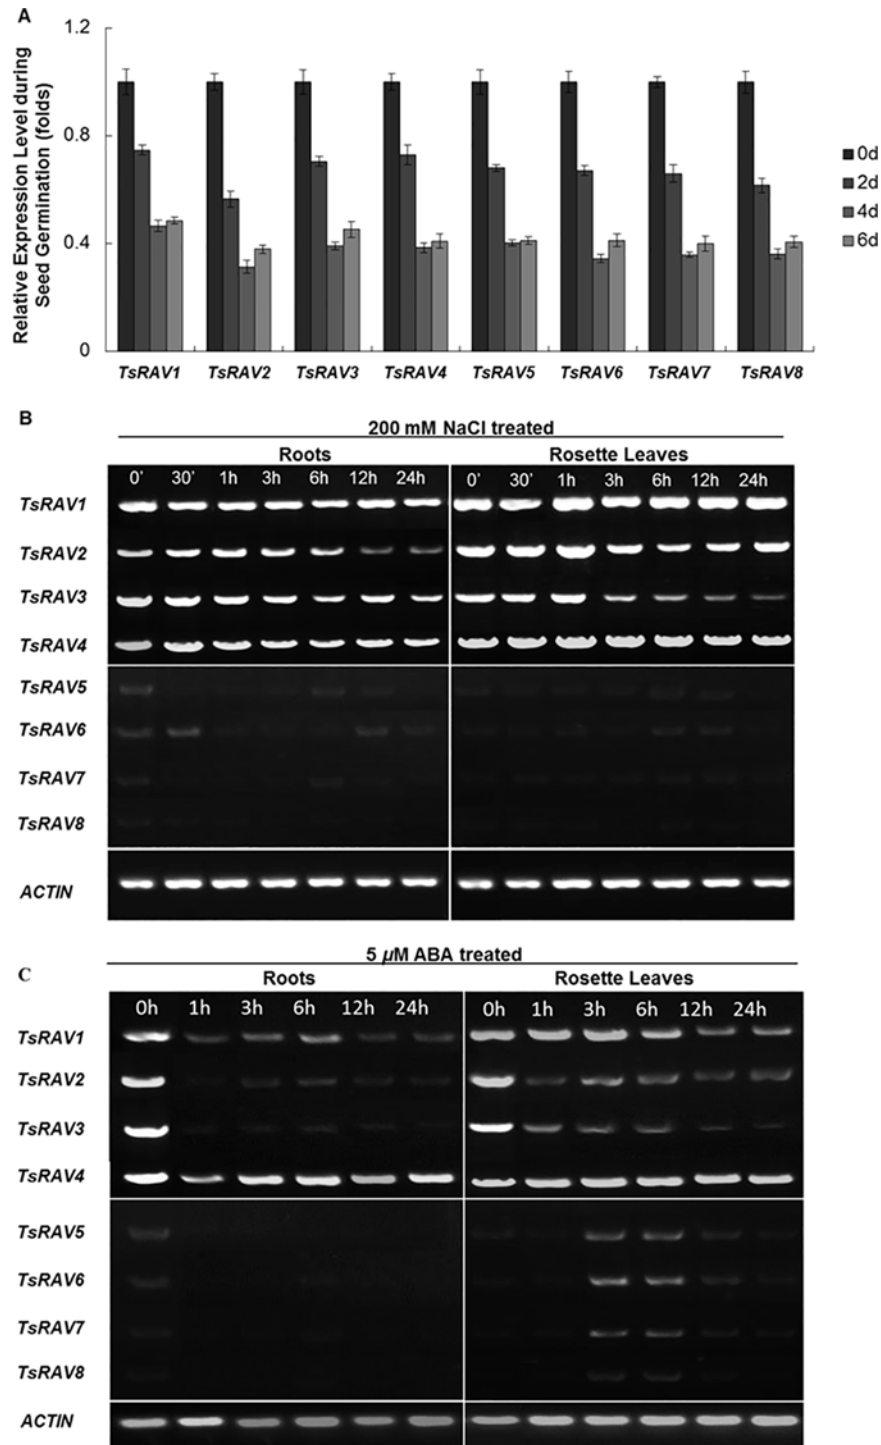 A
Relative Expression Level during
Seed Germination (folds)
1.2
0.8
0.4
0
TsRAV1 TsRAV2 TsRAV3 TsRAV4 TsRAV5 TsRAV6 TsRAV7 TsRAV8
0d
2d
4d
6d
B
200 mM NaCl treated
Roots Rosette Leaves
0' 30' 1h 3h 6h 12h 24h 0' 30' 1h 3h 6h 12h 24h
TsRAV1
TsRAV2
TsRAV3
TsRAV4
TsRAV5
TsRAV6
TsRAV7
TsRAV8
ACTIN
C
5 µM ABA treated
Roots Rosette Leaves
0h 1h 3h 6h 12h 24h 0h 1h 3h 6h 12h 24h
TsRAV1
TsRAV2
TsRAV3
TsRAV4
TsRAV5
TsRAV6
TsRAV7
TsRAV8
ACTIN